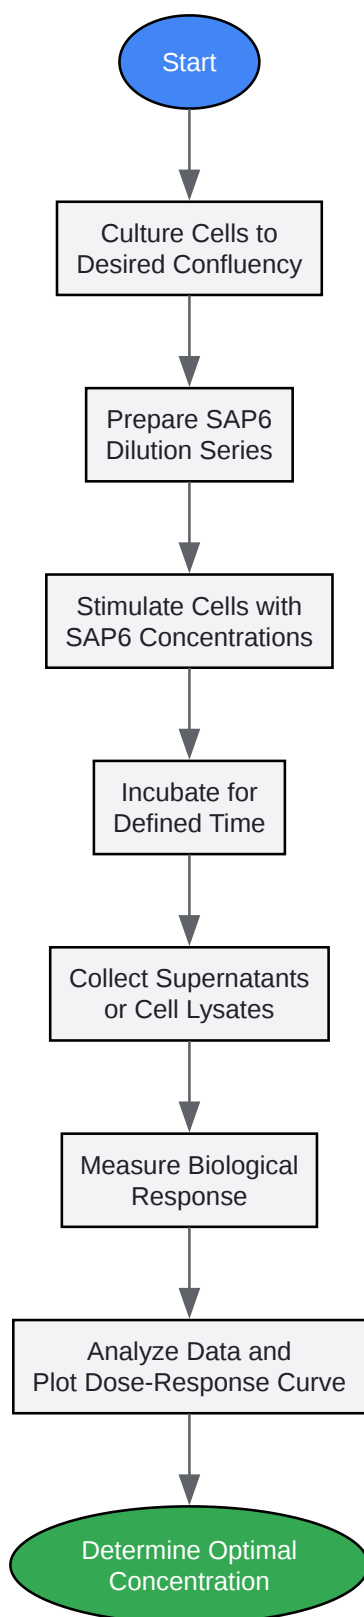 Start
Culture Cells to
Desired Confluency
Prepare SAP6
Dilution Series
Stimulate Cells with
SAP6 Concentrations
Incubate for
Defined Time
Collect Supernatants
or Cell Lysates
Measure Biological
Response
Analyze Data and
Plot Dose-Response Curve
Determine Optimal
Concentration